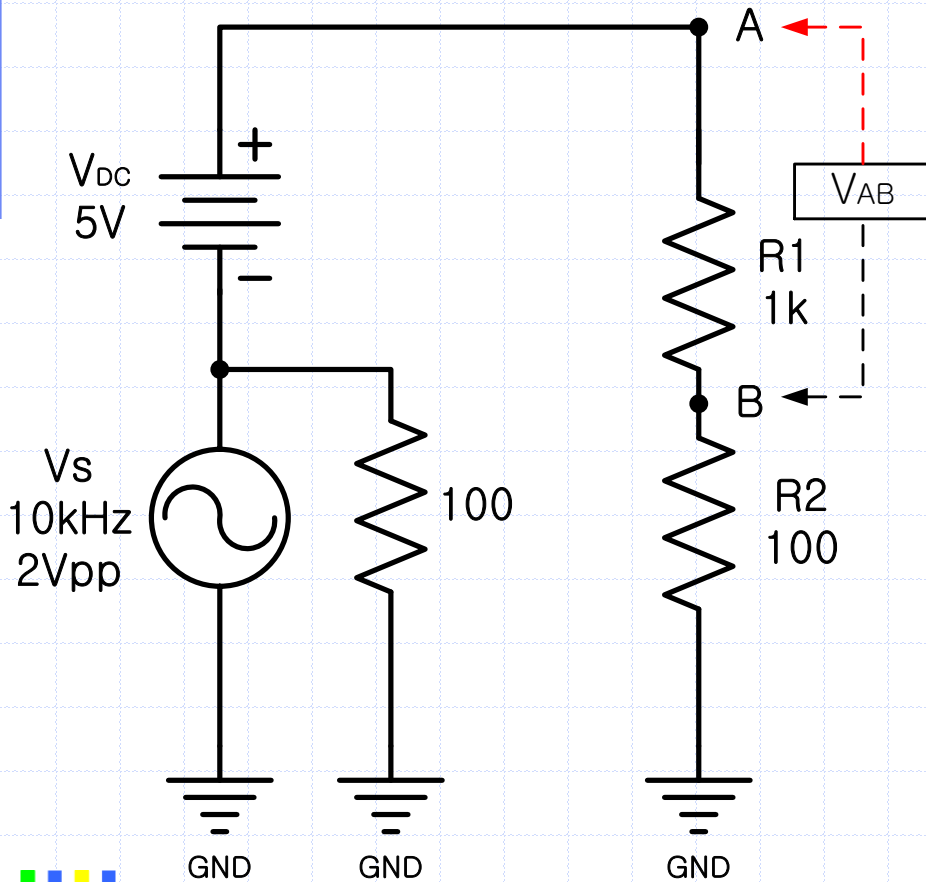 A
+
VDC
5V
−
VAB
R1
1k
B
Vs
10kHz
2Vpp
100
R2
100
GND
GND
GND